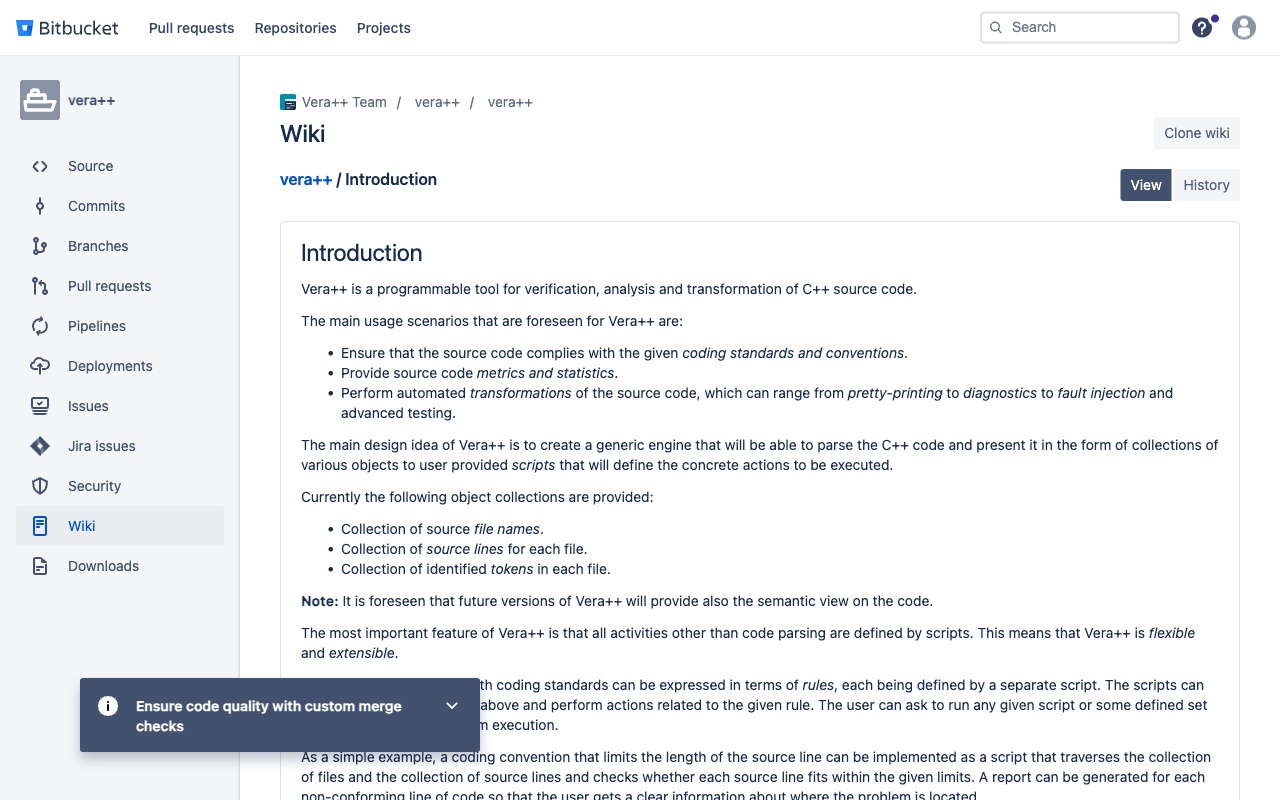 Bitbucket
Pull requests
Repositories
Projects
Search
vera++
Source
Commits
Branches
Pull requests
Pipelines
Deployments
Issues
Jira issues
Security
Wiki
Downloads
Vera++ Team / vera++ / vera++
Wiki
Clone wiki
vera++ / Introduction
View
History
Introduction
Vera++ is a programmable tool for verification, analysis and transformation of C++ source code.
The main usage scenarios that are foreseen for Vera++ are:
• Ensure that the source code complies with the given coding standards and conventions.
• Provide source code metrics and statistics.
• Perform automated transformations of the source code, which can range from pretty-printing to diagnostics to fault injection and
advanced testing.
The main design idea of Vera++ is to create a generic engine that will be able to parse the C++ code and present it in the form of collections of
various objects to user provided scripts that will define the concrete actions to be executed.
Currently the following object collections are provided:
• Collection of source file names.
• Collection of source lines for each file.
• Collection of identified tokens in each file.
Note: It is foreseen that future versions of Vera++ will provide also the semantic view on the code.
The most important feature of Vera++ is that all activities other than code parsing are defined by scripts. This means that Vera++ is flexible
and extensible.
coding standards can be expressed in terms of rules, each being defined by a separate script. The scripts can
above and perform actions related to the given rule. The user can ask to run any given script or some defined set
execution.
As a simple example, a coding convention that limits the length of the source line can be implemented as a script that traverses the collection
of files and the collection of source lines and checks whether each source line fits within the given limits. A report can be generated for each
non-conforming line of code so that the user gets a clear information about where the problem is located.
Ensure code quality with custom merge
checks